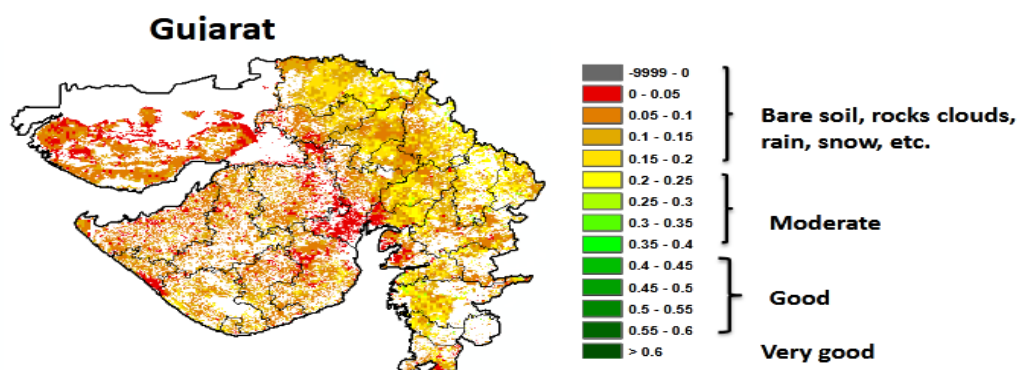 Gujarat
-9999 - 0
0 - 0.05
0.05 - 0.1
0.1 - 0.15
0.15 - 0.2
0.2 - 0.25
0.25 - 0.3
0.3 - 0.35
0.35 - 0.4
0.4 - 0.45
0.45 - 0.5
0.5 - 0.55
0.55 - 0.6
> 0.6
Bare soil, rocks clouds,
rain, snow, etc.
Moderate
Good
Very good